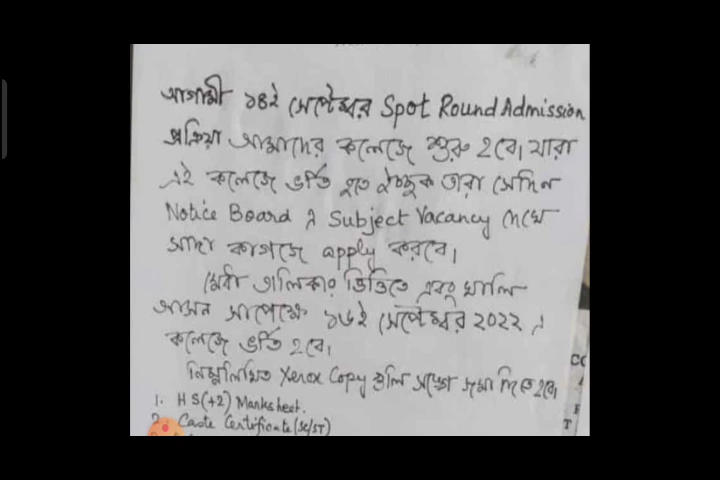 আগামী ১৪ই সেপ্টেম্বর Spot Round Admission
প্রক্রিয়া আমাদের কলেজে শুরু হবে। যারা
এই কলেজে ভর্তি হতে ইচ্ছুক তারা সেদিন
Notice Board এ Subject Vacancy দেখে
সাদা কাগজে apply করবে।
মেধা তালিকার ভিত্তিতে এবং খালি
আসন সাপেক্ষে ১৬ই সেপ্টেম্বর ২০২২ এ
কলেজে ভর্তি হবে।
নিম্নলিখিত Xerox Copy গুলি সঙ্গে জমা দিতে হবে।
1. H S (+2) Marksheet.
2. Caste Certificate (SC/ST)